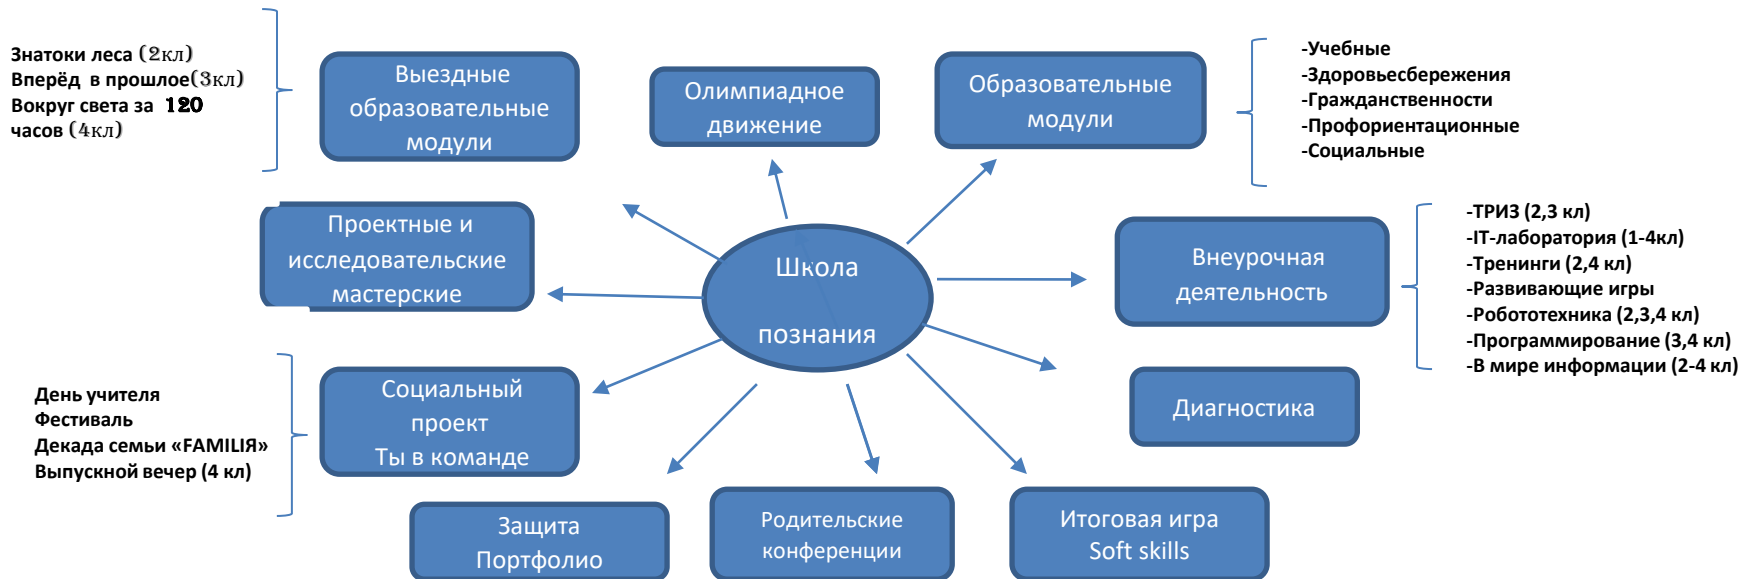 Знатоки леса (2кл)
Вперёд в прошлое(3кл)
Вокруг света за 120
часов (4кл)
Выездные
образовательные
модули
Олимпиадное
движение
Образовательные
модули
-Учебные
-Здоровьесбережения
-Гражданственности
-Профориентационные
-Социальные
Проектные и
исследовательские
мастерские
Школа
познания
Внеурочная
деятельность
-ТРИЗ (2,3 кл)
-IT-лаборатория (1-4кл)
-Тренинги (2,4 кл)
-Развивающие игры
-Робототехника (2,3,4 кл)
-Программирование (3,4 кл)
-В мире информации (2-4 кл)
День учителя
Фестиваль
Декада семьи «FAMILIЯ»
Выпускной вечер (4 кл)
Социальный
проект
Ты в команде
Диагностика
Защита
Портфолио
Родительские
конференции
Итоговая игра
Soft skills